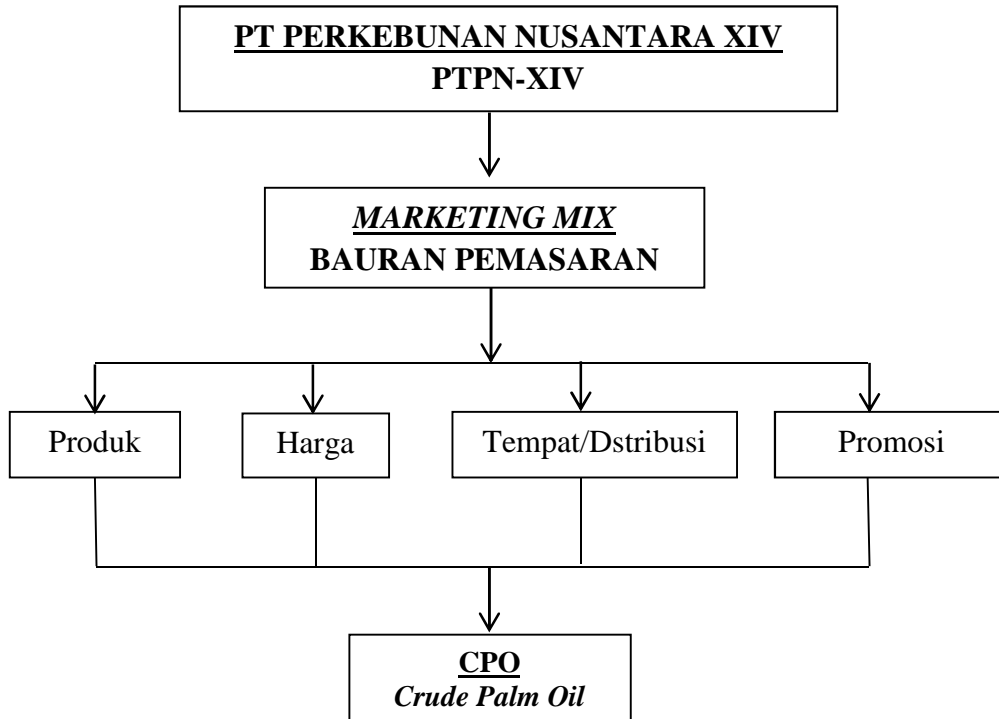 PT PERKEBUNAN NUSANTARA XIV
PTPN-XIV
MARKETING MIX
BAURAN PEMASARAN
Produk
Harga
Tempat/Dstribusi
Promosi
CPO
Crude Palm Oil